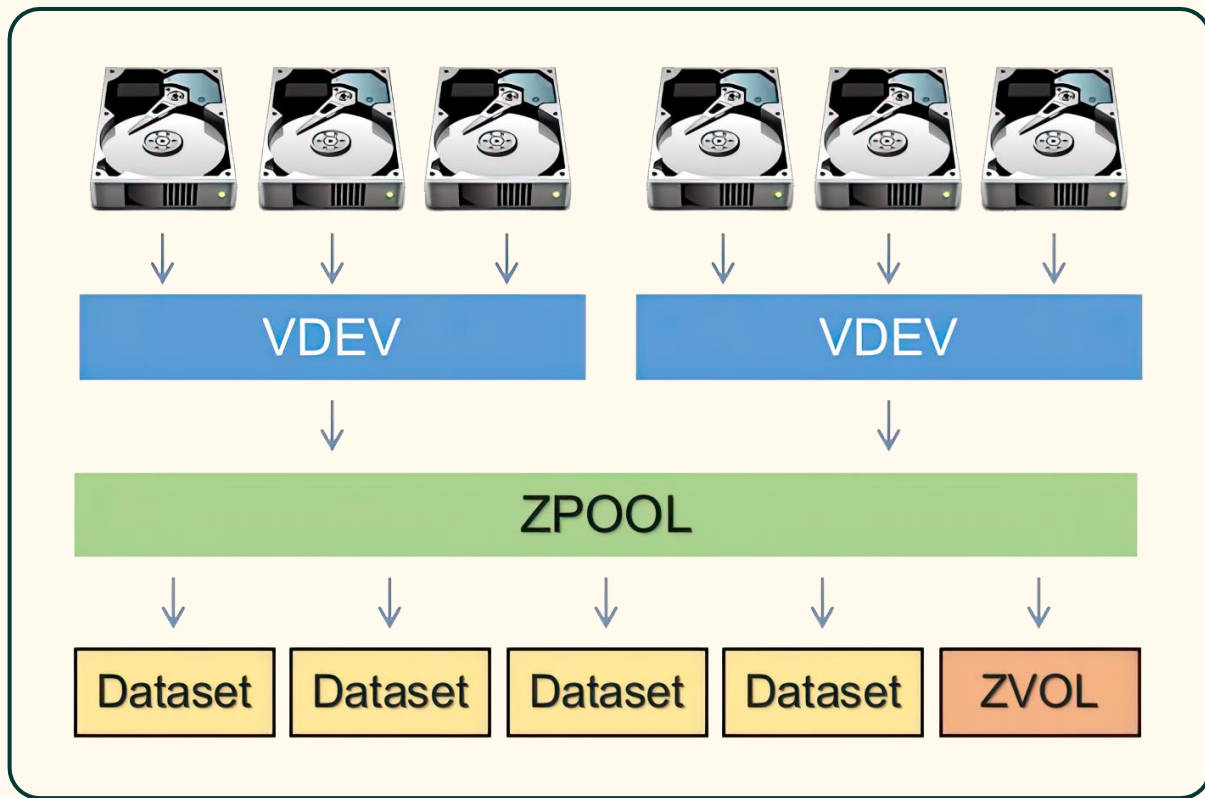 VDEV
VDEV
ZPOOL
Dataset
Dataset
Dataset
Dataset
ZVOL